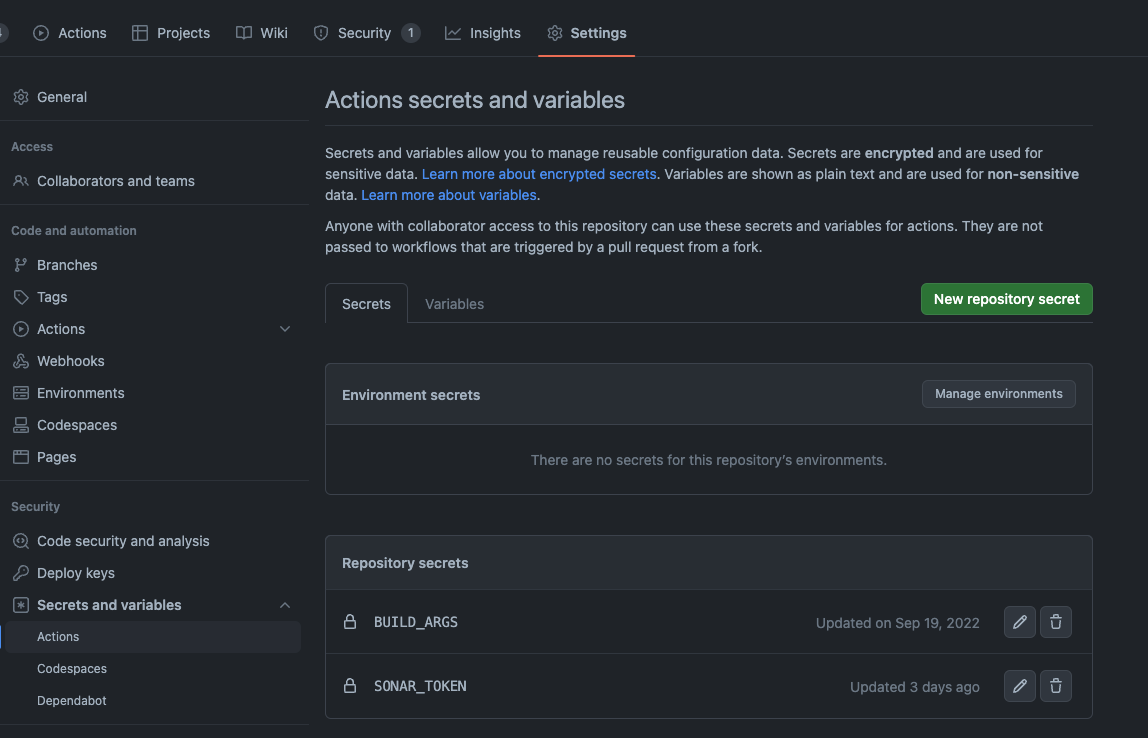 Actions
Projects
Wiki
Security 1
Insights
Settings
General
Access
Collaborators and teams
Code and automation
Branches
Tags
Actions
Webhooks
Environments
Codespaces
Pages
Security
Code security and analysis
Deploy keys
Secrets and variables
Actions
Codespaces
Dependabot
Actions secrets and variables
Secrets and variables allow you to manage reusable configuration data. Secrets are encrypted and are used for
sensitive data. Learn more about encrypted secrets. Variables are shown as plain text and are used for non-sensitive
data. Learn more about variables.
Anyone with collaborator access to this repository can use these secrets and variables for actions. They are not
passed to workflows that are triggered by a pull request from a fork.
Secrets
Variables
New repository secret
Environment secrets
Manage environments
There are no secrets for this repository's environments.
Repository secrets
BUILD_ARGS
Updated on Sep 19, 2022
SONAR_TOKEN
Updated 3 days ago